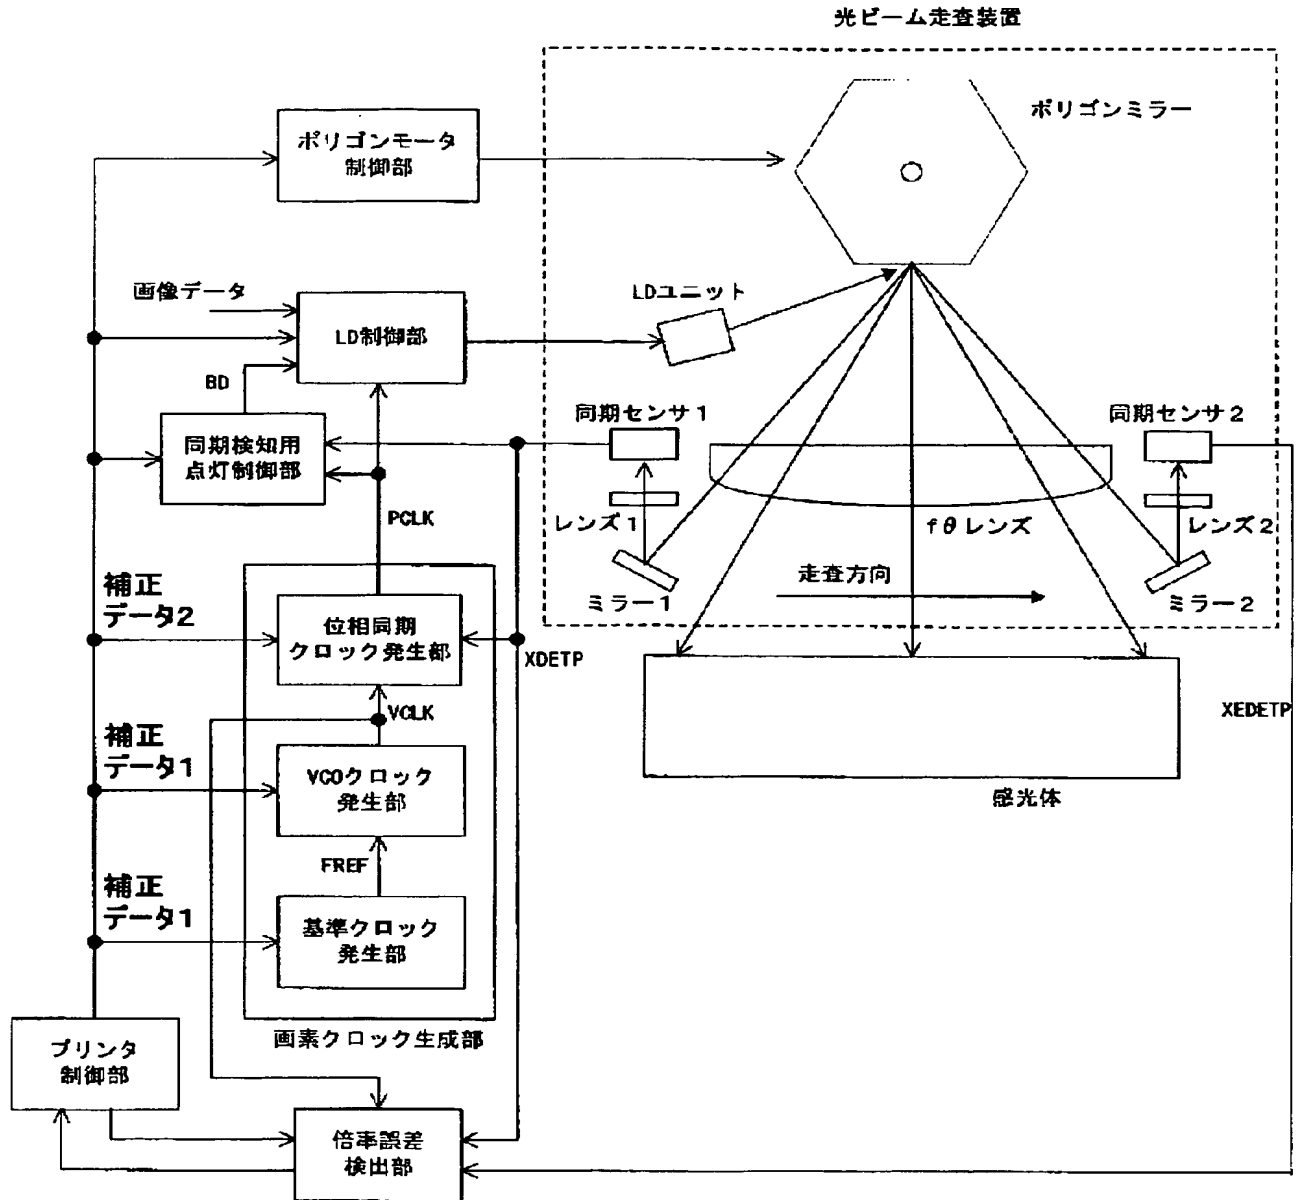 光ビーム走査装置
ポリゴンミラー
ポリゴンモータ
制御部
画像データ
LDユニット
LD制御部
BD
同期センサ1
同期センサ2
同期検知用
点灯制御部
PCLK
レンズ1
fθレンズ
レンズ2
走査方向
ミラー1
ミラー2
補正
データ2
位相同期
クロック発生部
XDETP
VCLK
XEDETP
補正
データ1
VCOクロック
発生部
感光体
FREF
補正
データ1
基準クロック
発生部
画素クロック生成部
プリンタ
制御部
倍率誤差
検出部